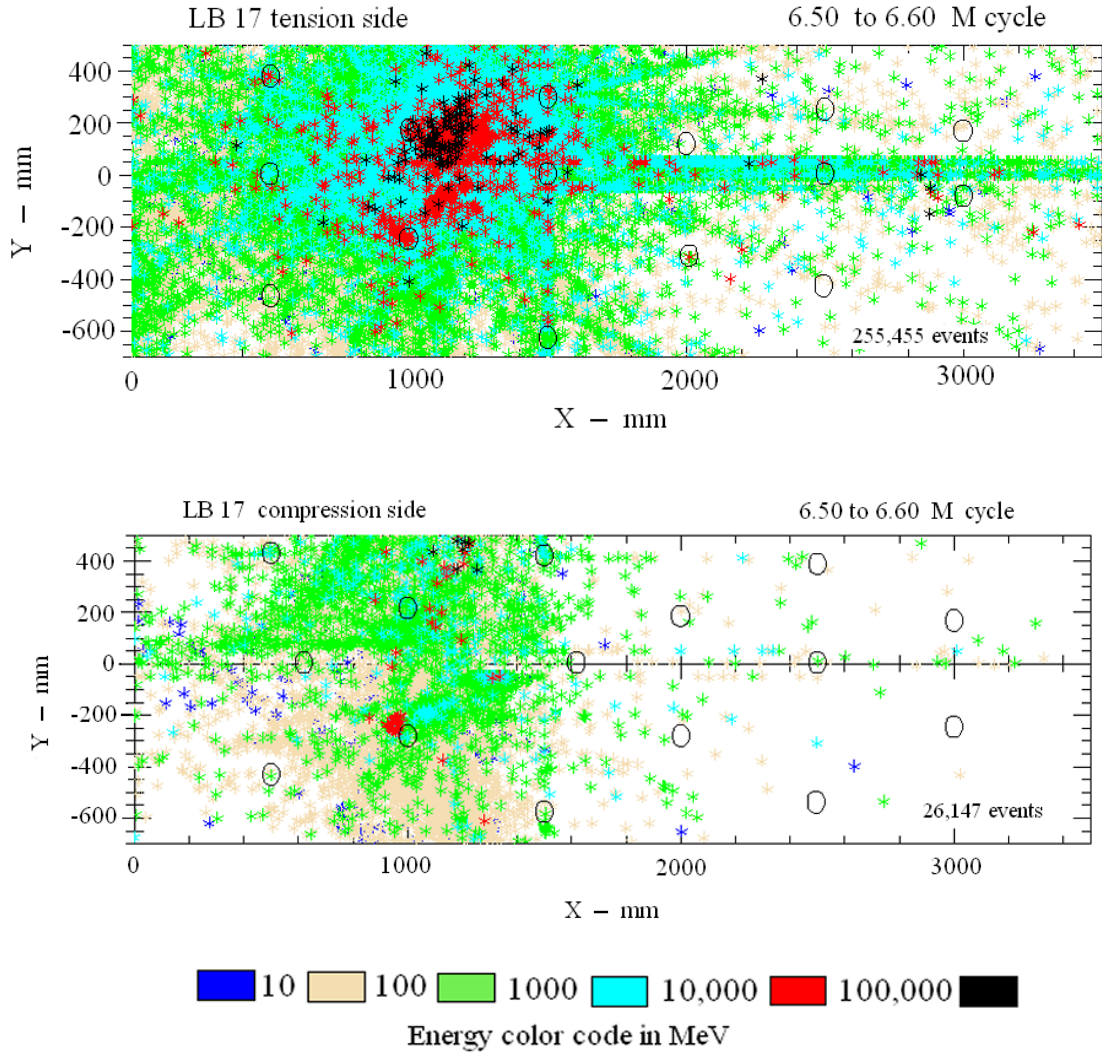 LB 17 tension side 6.50 to 6.60 M cycle
400
200
0
-200
-400
-600
Y – mm
255,455 events
0 1000 2000 3000
X – mm
LB 17 compression side 6.50 to 6.60 M cycle
400
200
0
-200
-400
-600
Y – mm
26,147 events
0 1000 2000 3000
X – mm
10 100 1000 10,000 100,000
Energy color code in MeV